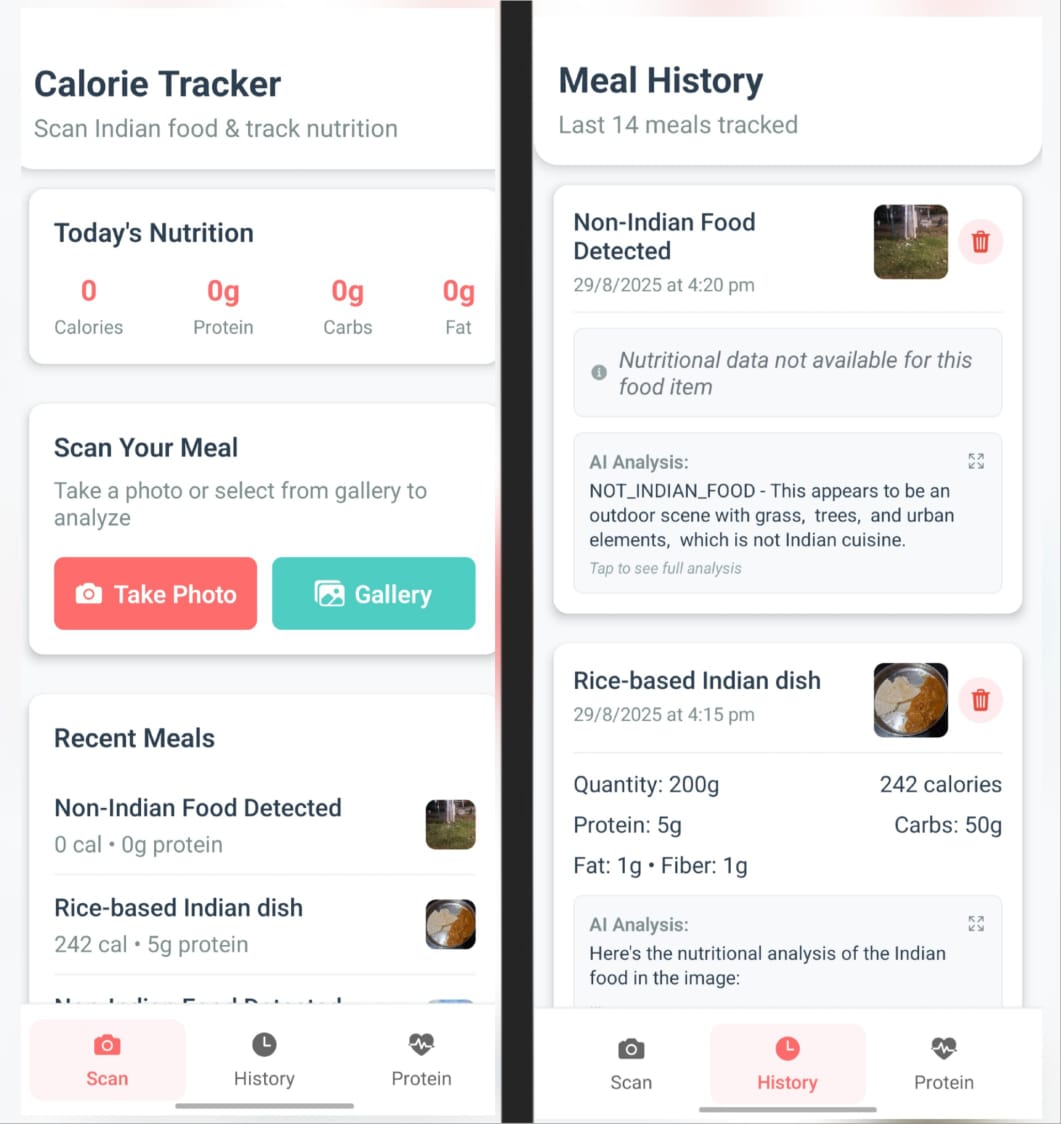 Calorie Tracker
Scan Indian food & track nutrition
Today's Nutrition
0 0g 0g 0g
Calories Protein Carbs Fat
Scan Your Meal
Take a photo or select from gallery to
analyze
Take Photo Gallery
Recent Meals
Non-Indian Food Detected
0 cal • 0g protein
Rice-based Indian dish
242 cal • 5g protein
Non-Indian Food Detected
Scan History Protein
Meal History
Last 14 meals tracked
Non-Indian Food
Detected
29/8/2025 at 4:20 pm
Nutritional data not available for this
food item
AI Analysis:
NOT_INDIAN_FOOD - This appears to be an
outdoor scene with grass, trees, and urban
elements, which is not Indian cuisine.
Tap to see full analysis
Rice-based Indian dish
29/8/2025 at 4:15 pm
Quantity: 200g 242 calories
Protein: 5g Carbs: 50g
Fat: 1g • Fiber: 1g
AI Analysis:
Here's the nutritional analysis of the Indian
food in the image:
Scan History Protein